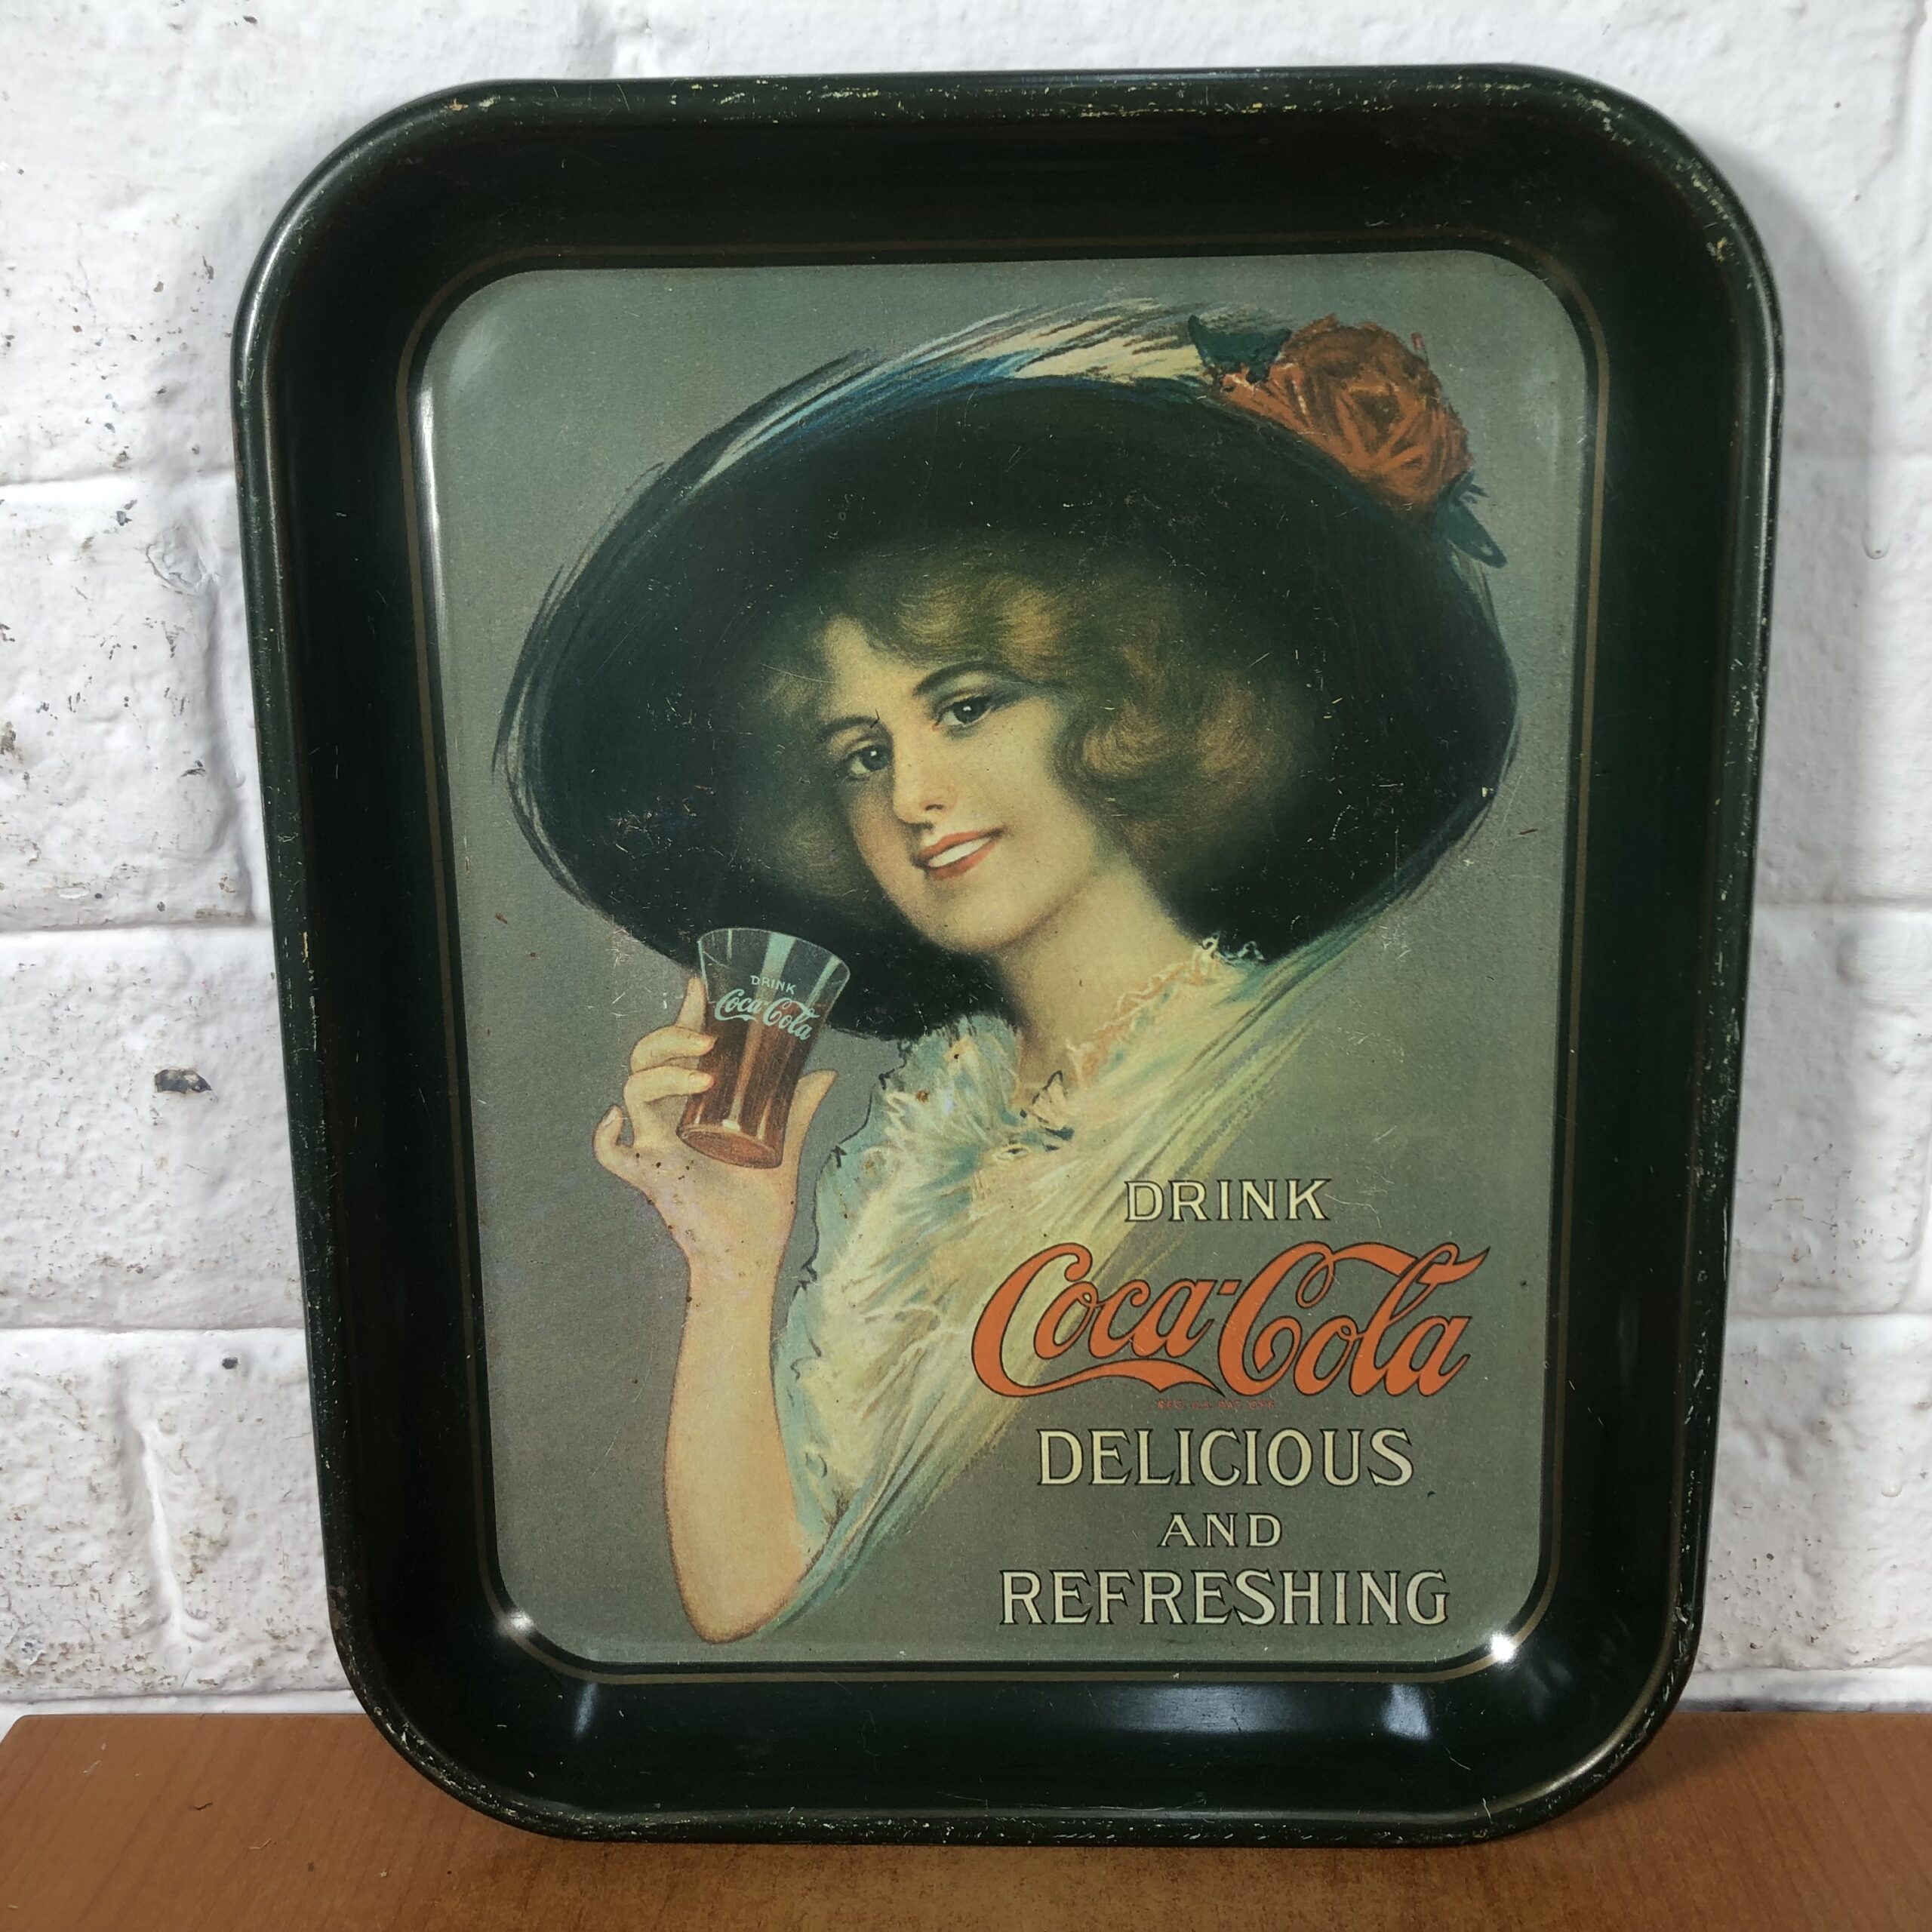 DRINK
Coca-Cola
DRINK
Coca-Cola
DELICIOUS
AND
REFRESHING